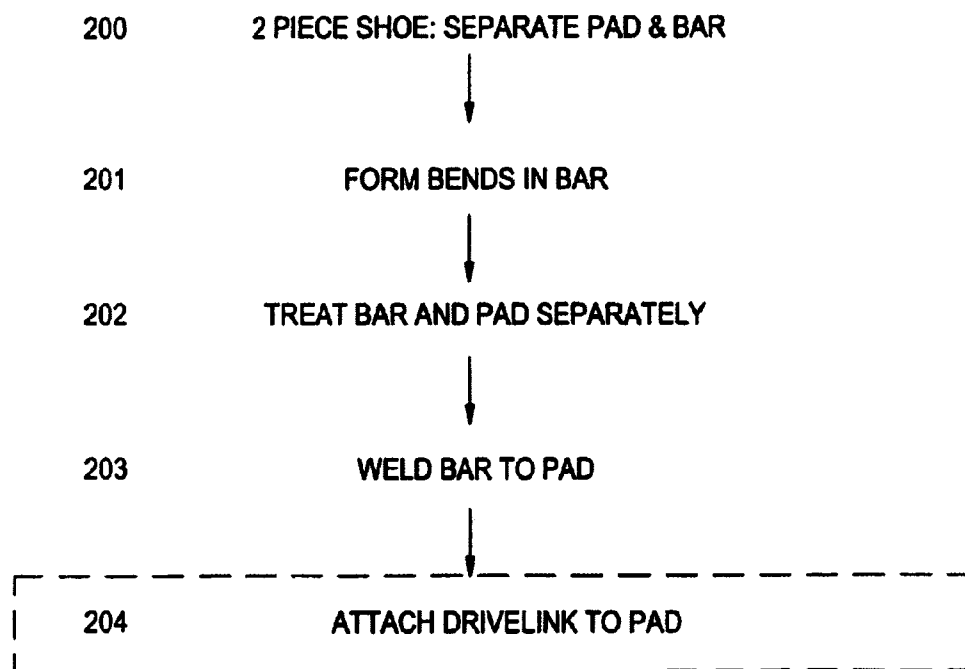 200 2 PIECE SHOE: SEPARATE PAD & BAR
201 FORM BENDS IN BAR
202 TREAT BAR AND PAD SEPARATELY
203 WELD BAR TO PAD
204 ATTACH DRIVELINK TO PAD